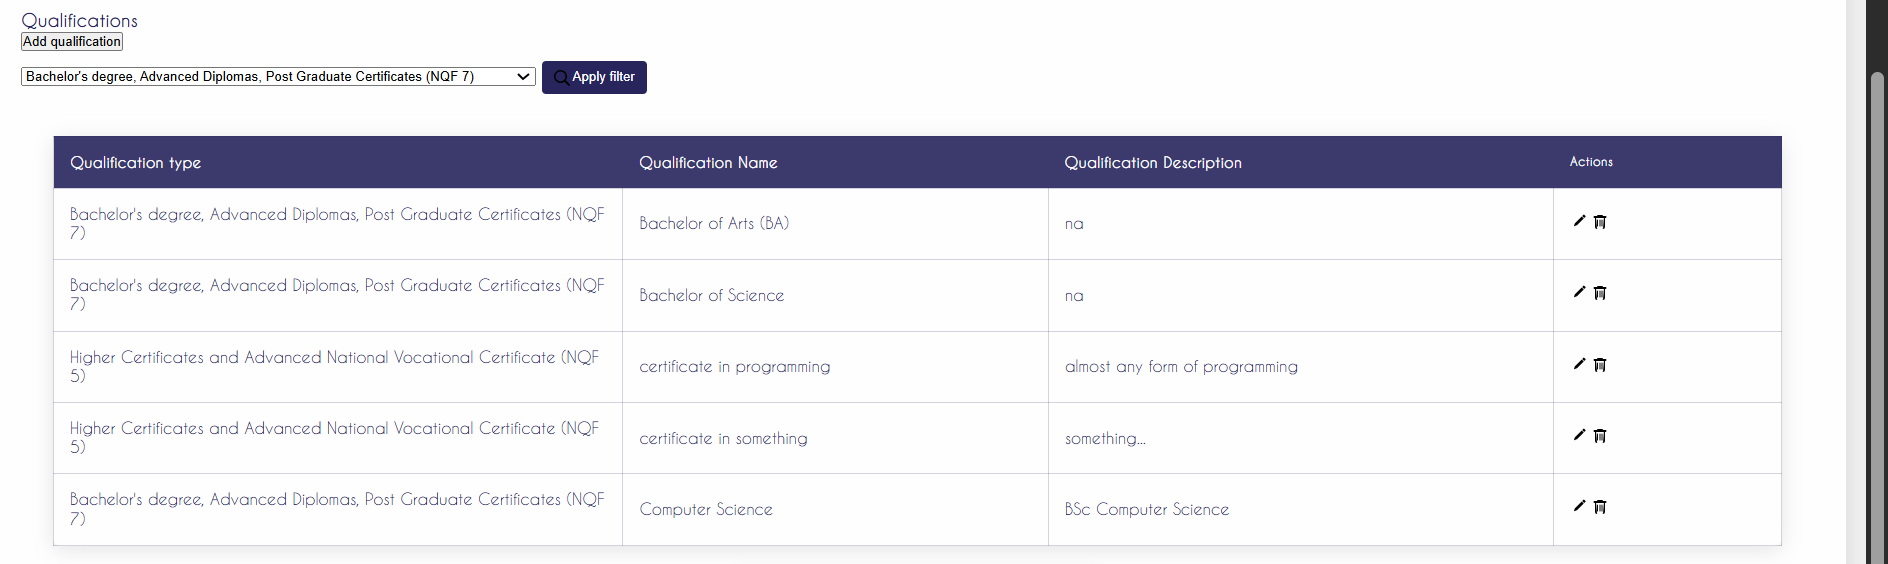 Qualifications
Add qualification
Bachelor's degree, Advanced Diplomas, Post Graduate Certificates (NQF 7)
Apply filter
Qualification type
Qualification Name
Qualification Description
Actions
Bachelor's degree, Advanced Diplomas, Post Graduate Certificates (NQF
7)
Bachelor of Arts (BA)
na
Bachelor's degree, Advanced Diplomas, Post Graduate Certificates (NQF
7)
Bachelor of Science
na
Higher Certificates and Advanced National Vocational Certificate (NQF
5)
certificate in programming
almost any form of programming
Higher Certificates and Advanced National Vocational Certificate (NQF
5)
certificate in something
something...
Bachelor's degree, Advanced Diplomas, Post Graduate Certificates (NQF
7)
Computer Science
BSc Computer Science